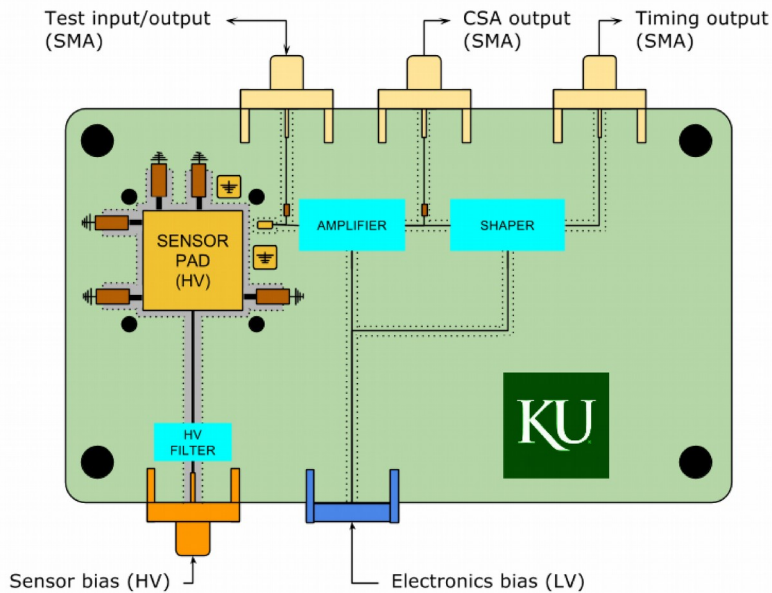 Test input/output
(SMA)
CSA output
(SMA)
Timing output
(SMA)
SENSOR
PAD
(HV)
AMPLIFIER
SHAPER
HV
FILTER
KU
Sensor bias (HV)
Electronics bias (LV)